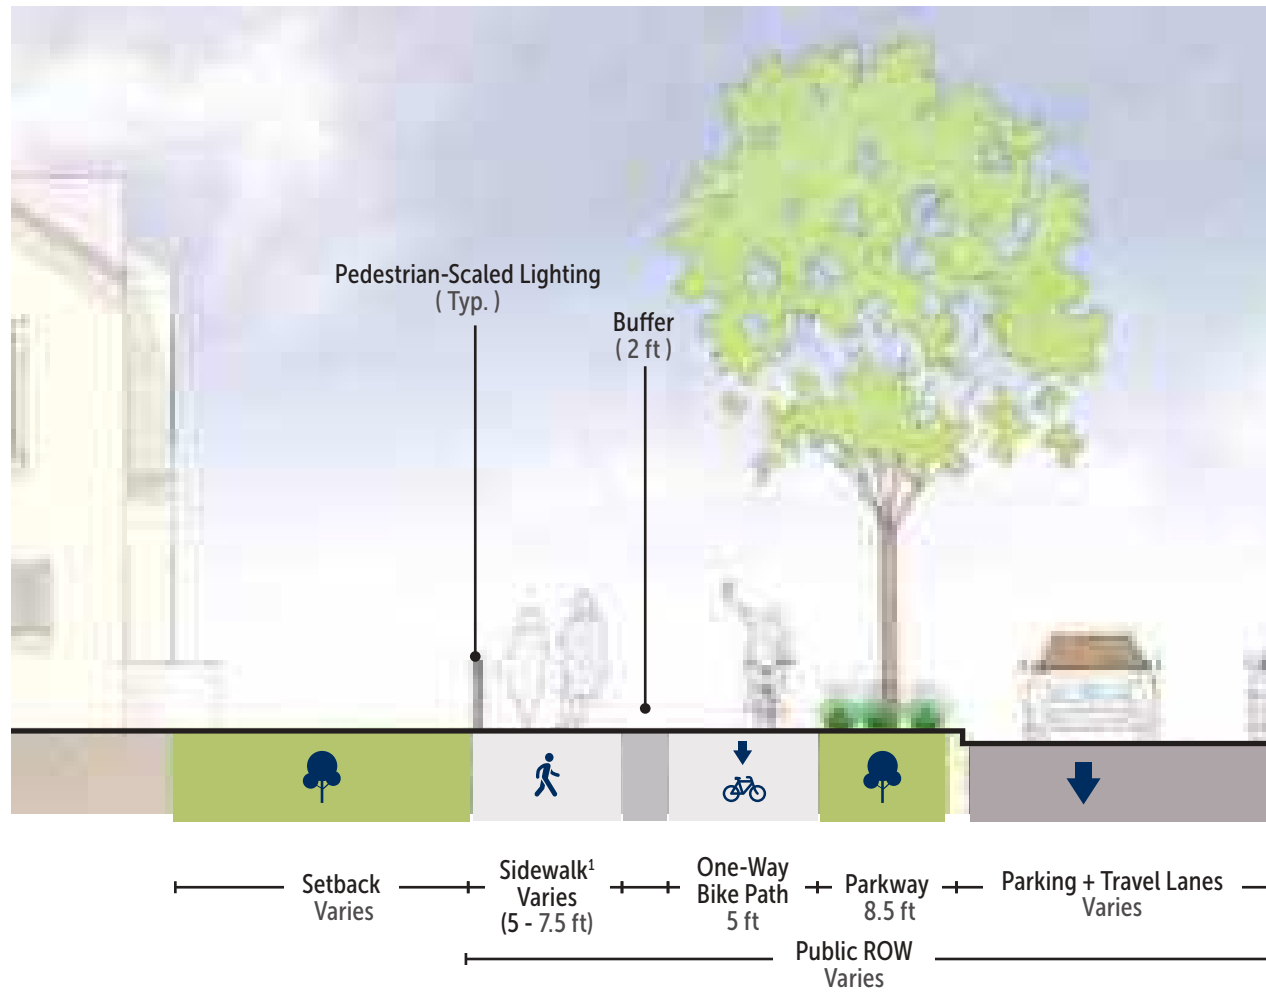 Pedestrian-Scaled Lighting
( Typ. )
Buffer
( 2 ft )
Setback
Varies
Sidewalk¹
Varies
(5 - 7.5 ft)
One-Way
Bike Path
5 ft
Parkway
8.5 ft
Parking + Travel Lanes
Varies
Public ROW
Varies